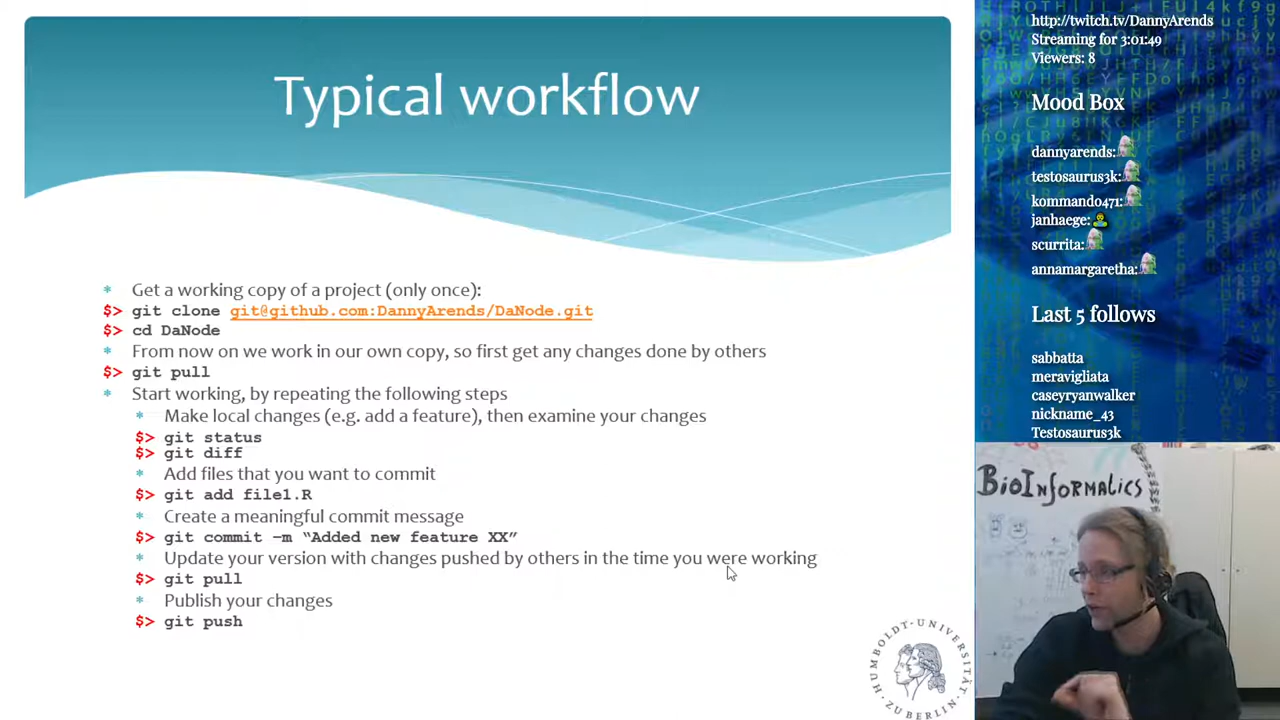 Typical workflow
Get a working copy of a project (only once):
$> git clone git@github.com:DannyArends/DaNode.git
$> cd DaNode
From now on we work in our own copy, so first get any changes done by others
$> git pull
Start working, by repeating the following steps
Make local changes (e.g. add a feature), then examine your changes
$> git status
$> git diff
Add files that you want to commit
$> git add file1.R
Create a meaningful commit message
$> git commit –m “Added new feature XX”
Update your version with changes pushed by others in the time you were working
$> git pull
Publish your changes
$> git push
HUMBOLDT-UNIVERSITÄT
ZU BERLIN
http://twitch.tv/DannyArends
Streaming for 3:01:49
Viewers: 8
Mood Box
dannyarends:
testosaurus3k:
kommando471:
janhaege:
scurrita:
annamargaretha:
Last 5 follows
sabbatta
meravigliata
caseyryanwalker
nickname_43
Testosaurus3k
BioInformatics